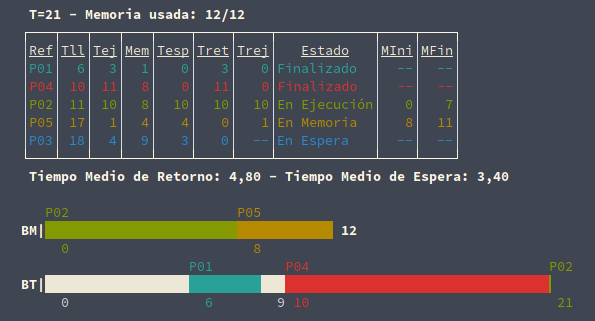 T=21 - Memoria usada: 12/12
Ref Tll Tej Mem Tesp Tret Trej Estado MIni MFin
P01 6 3 1 0 3 0 Finalizado -- --
P04 10 11 8 0 11 0 Finalizado -- --
P02 11 10 8 10 10 10 En Ejecución 0 7
P05 17 1 4 4 0 1 En Memoria 8 11
P03 18 4 9 3 0 -- En Espera -- --
Tiempo Medio de Retorno: 4,80 - Tiempo Medio de Espera: 3,40
P02 P05
BM| 12
0 8
P01 P04 P02
BT|
0 6 9 10 21